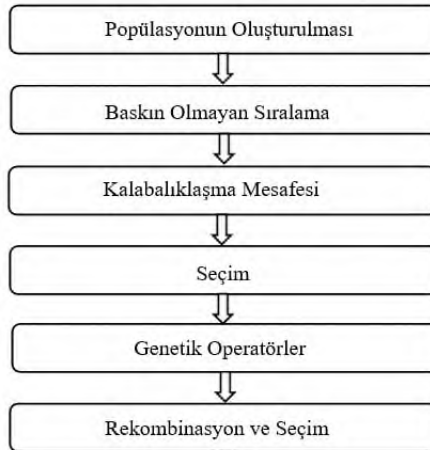 Popülasyonun Oluşturulması
Baskın Olmayan Sıralama
Kalabalıklaşma Mesafesi
Seçim
Genetik Operatörler
Rekombinasyon ve Seçim